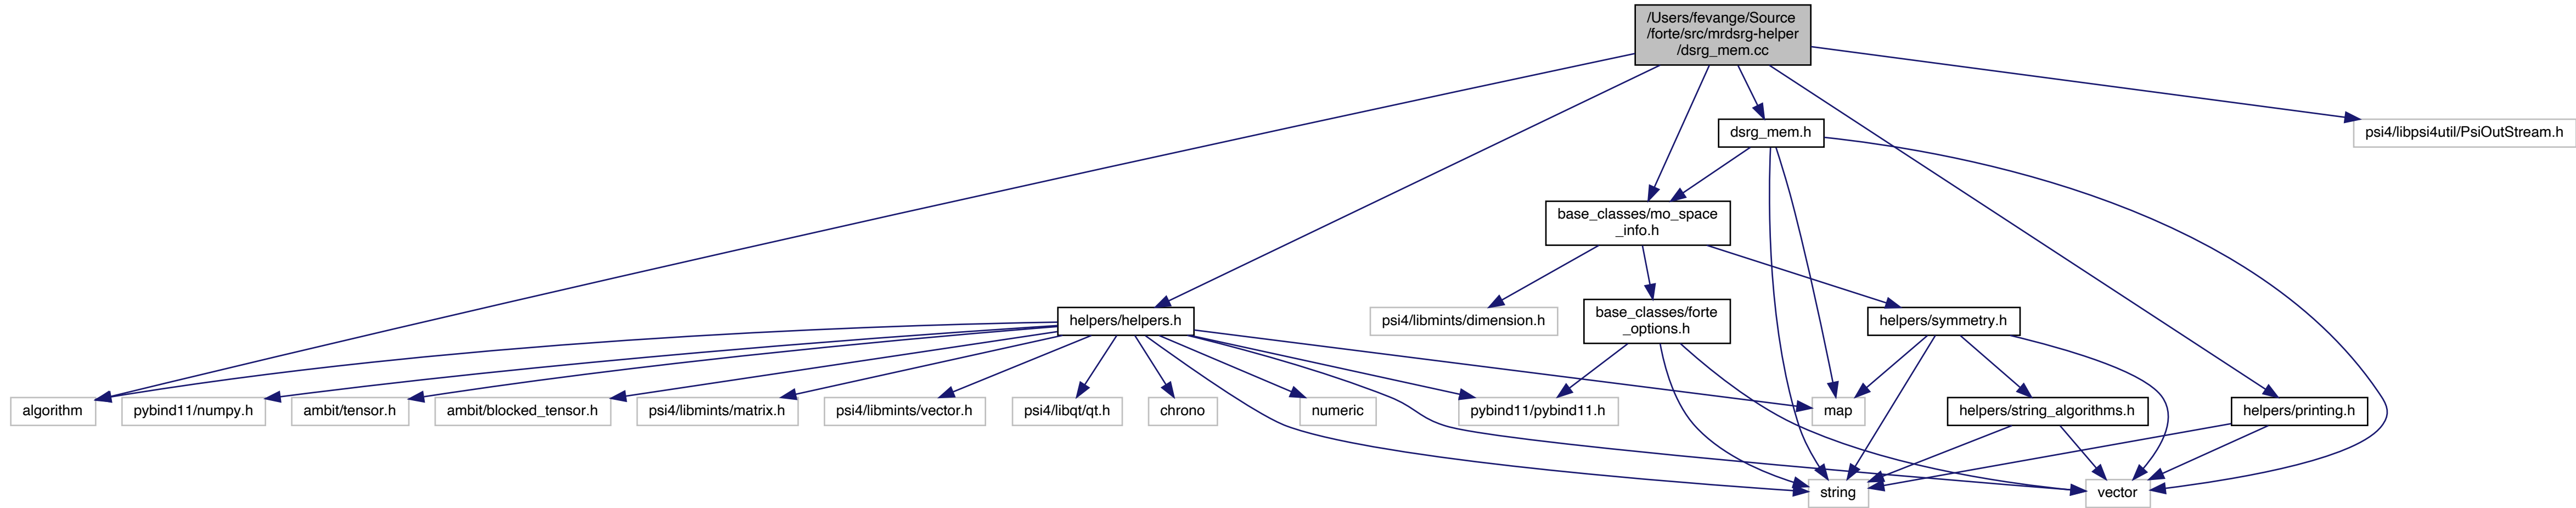 /Users/fevange/Source
/forte/src/mrdsrg-helper
/dsrg_mem.cc
dsrg_mem.h
psi4/libpsi4util/PsiOutStream.h
base_classes/mo_space
_info.h
helpers/helpers.h
psi4/libmints/dimension.h
base_classes/forte
_options.h
helpers/symmetry.h
algorithm
pybind11/numpy.h
ambit/tensor.h
ambit/blocked_tensor.h
psi4/libmints/matrix.h
psi4/libmints/vector.h
psi4/libqt/qt.h
chrono
numeric
pybind11/pybind11.h
map
helpers/string_algorithms.h
helpers/printing.h
string
vector